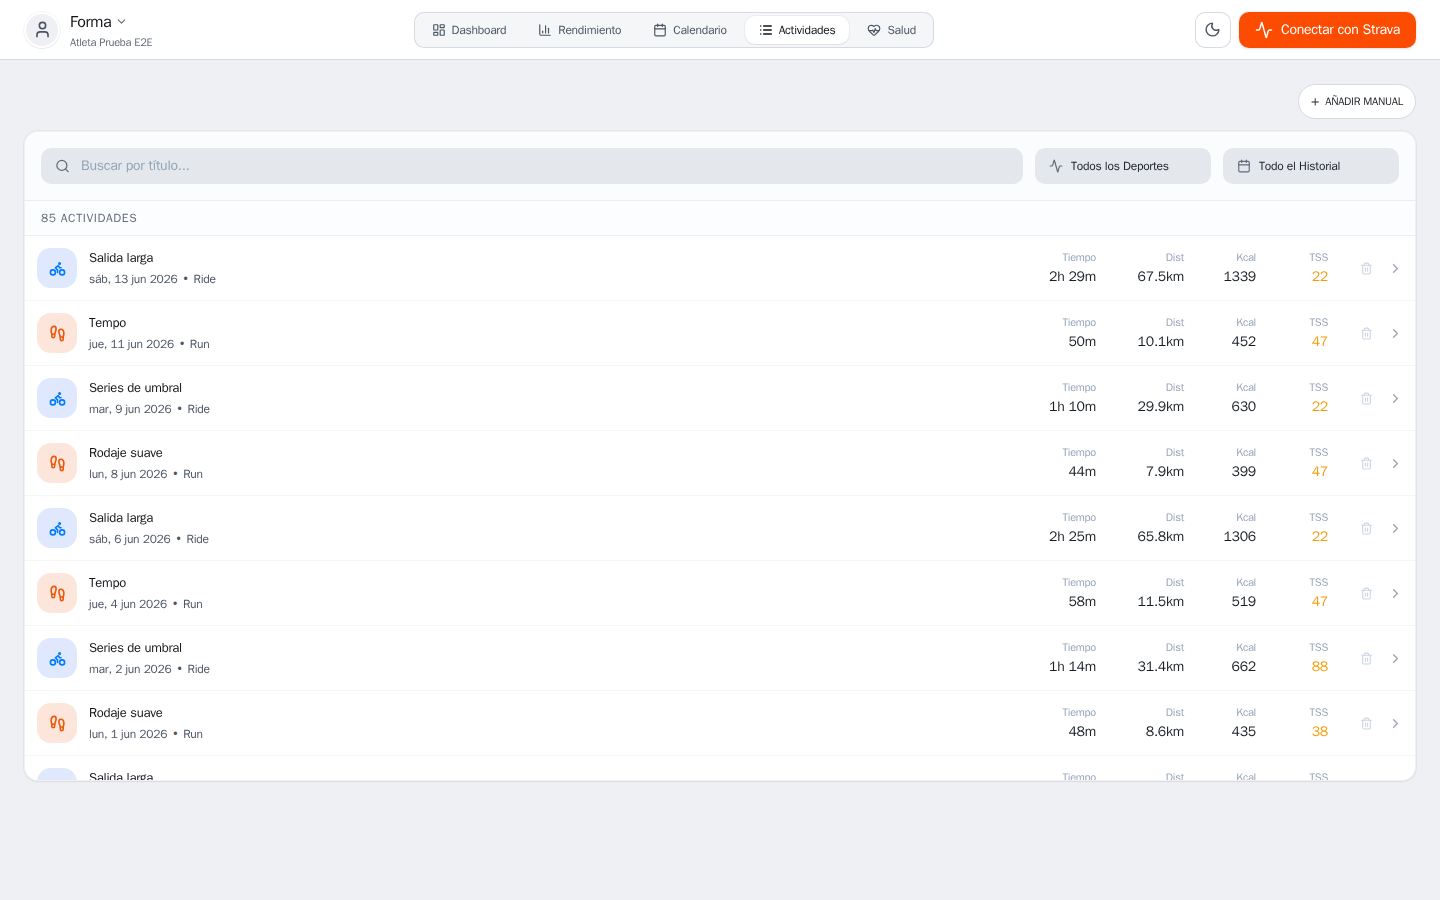 Forma
Atleta Prueba E2E
Dashboard
Rendimiento
Calendario
Actividades
Salud
Conectar con Strava
+ AÑADIR MANUAL
Buscar por título...
Todos los Deportes
Todo el Historial
85 ACTIVIDADES
Salida larga
sáb, 13 jun 2026 • Ride
Tiempo Dist Kcal TSS
2h 29m 67.5km 1339 22
Tempo
jue, 11 jun 2026 • Run
Tiempo Dist Kcal TSS
50m 10.1km 452 47
Series de umbral
mar, 9 jun 2026 • Ride
Tiempo Dist Kcal TSS
1h 10m 29.9km 630 22
Rodaje suave
lun, 8 jun 2026 • Run
Tiempo Dist Kcal TSS
44m 7.9km 399 47
Salida larga
sáb, 6 jun 2026 • Ride
Tiempo Dist Kcal TSS
2h 25m 65.8km 1306 22
Tempo
jue, 4 jun 2026 • Run
Tiempo Dist Kcal TSS
58m 11.5km 519 47
Series de umbral
mar, 2 jun 2026 • Ride
Tiempo Dist Kcal TSS
1h 14m 31.4km 662 88
Rodaje suave
lun, 1 jun 2026 • Run
Tiempo Dist Kcal TSS
48m 8.6km 435 38
Salida larga
Tiempo Dist Kcal TSS